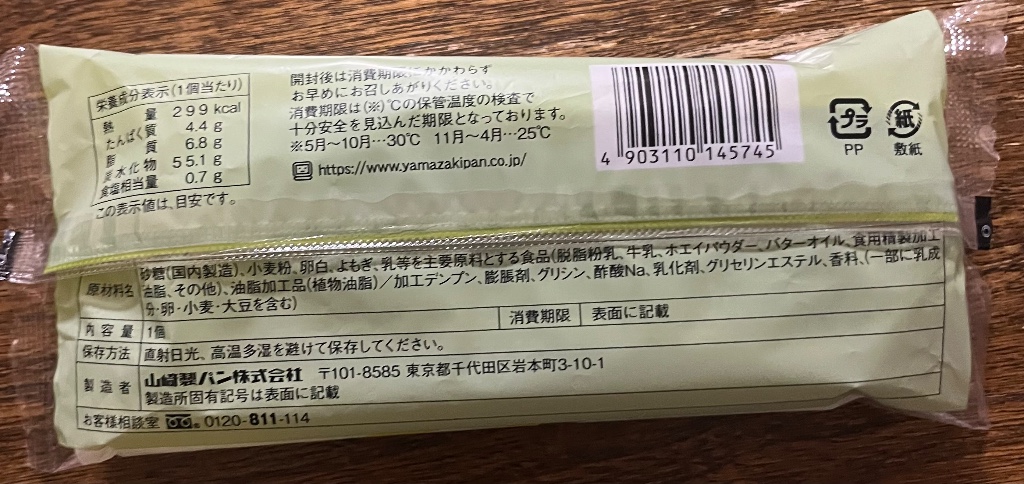 栄養成分表示(1個当たり)
熱量 299 kcal
たんぱく質 4.4 g
脂質 6.8 g
炭水化物 55.1 g
食塩相当量 0.7 g
この表示値は、目安です。
開封後は消費期限にかかわらず
お早めにお召しあがりください。
消費期限は(※)℃の保管温度の検査で
十分安全を見込んだ期限となっております。
※5月〜10月…30℃ 11月〜4月…25℃
https://www.yamazakipan.co.jp/
4 903110 145745
プラ
PP
紙
敷紙
原材料名 砂糖(国内製造)、小麦粉、卵白、よもぎ、乳等を主要原料とする食品(脱脂粉乳、牛乳、ホエイパウダー、バターオイル、食用精製加工
油脂、その他)、油脂加工品(植物油脂)/加工デンプン、膨脹剤、グリシン、酢酸Na、乳化剤、グリセリンエステル、香料、(一部に乳成
分・卵・小麦・大豆を含む)
内容量 1個 消費期限 表面に記載
保存方法 直射日光、高温多湿を避けて保存してください。
製造者 山崎製パン株式会社 〒101-8585 東京都千代田区岩本町3-10-1
製造所固有記号は表面に記載
お客様相談室 0120-811-114